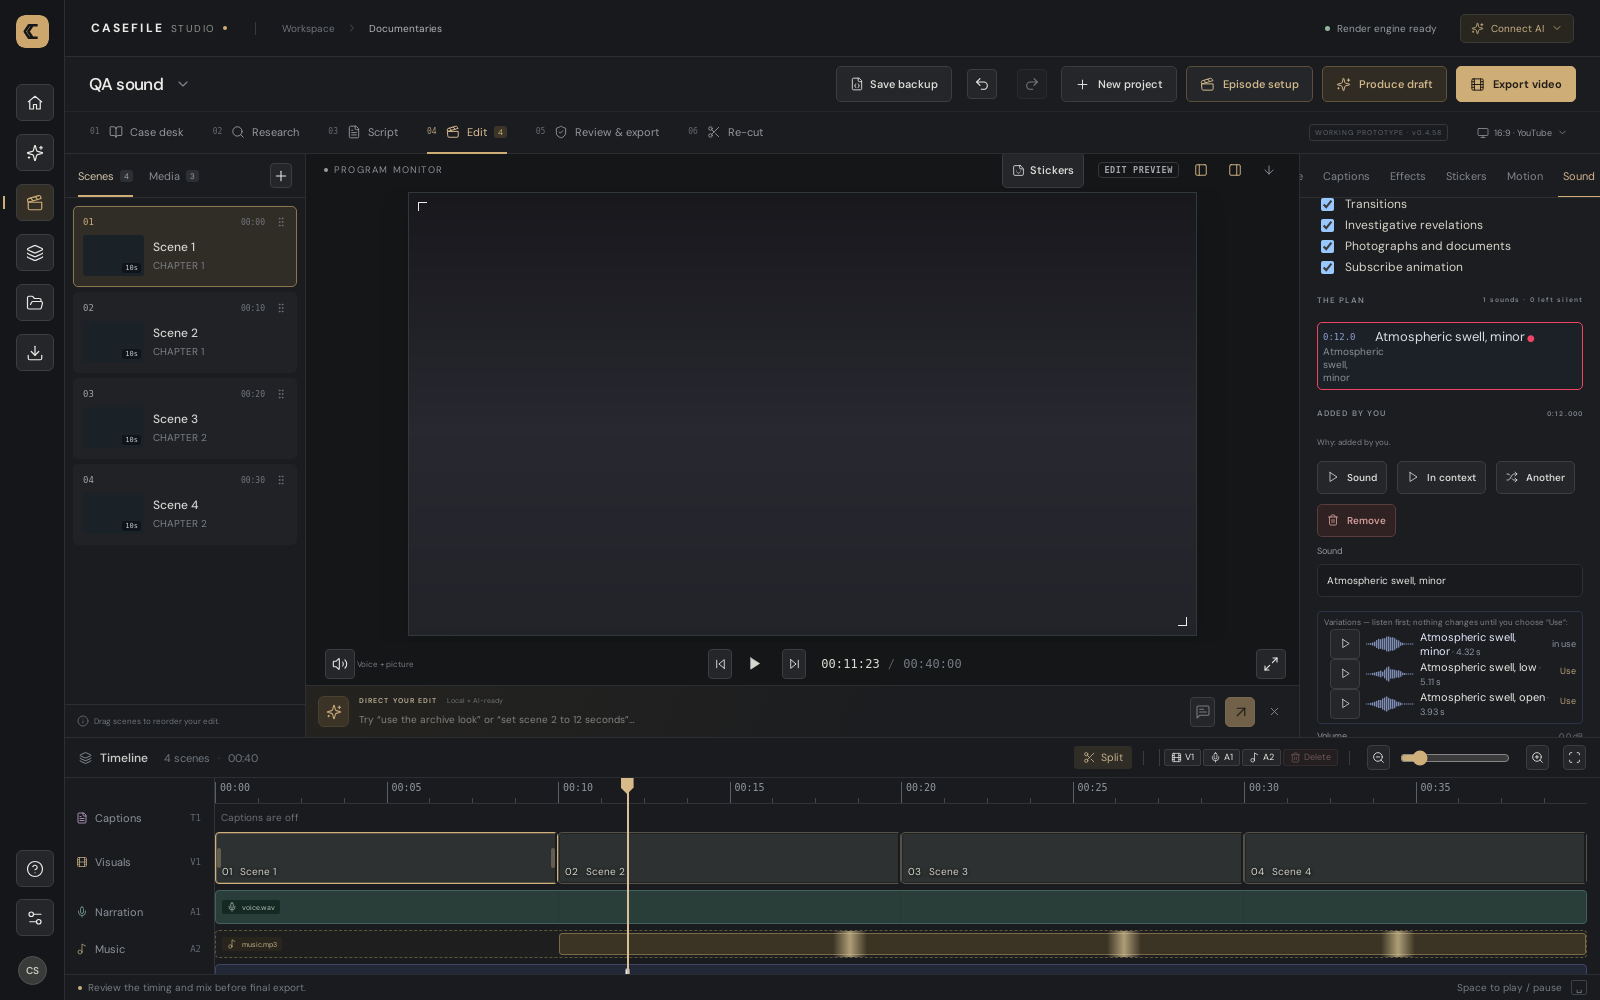 CASEFILE STUDIO
Workspace
Documentaries
Render engine ready
Connect AI
QA sound
Save backup
New project
Episode setup
Produce draft
Export video
01 Case desk
02 Research
03 Script
04 Edit 4
05 Review & export
06 Re-cut
WORKING PROTOTYPE · v0.4.58
16:9 · YouTube
Scenes 4
Media 3
PROGRAM MONITOR
Stickers
EDIT PREVIEW
Captions
Effects
Stickers
Motion
Sound
01 00:00
Scene 1
CHAPTER 1
10s
02 00:10
Scene 2
CHAPTER 1
10s
03 00:20
Scene 3
CHAPTER 2
10s
04 00:30
Scene 4
CHAPTER 2
10s
Drag scenes to reorder your edit.
Voice + picture
00:11:23 / 00:40:00
DIRECT YOUR EDIT Local + AI-ready
Try “use the archive look” or “set scene 2 to 12 seconds”…
Transitions
Investigative revelations
Photographs and documents
Subscribe animation
THE PLAN
1 sounds · 0 left silent
0:12.0 Atmospheric swell, minor
Atmospheric
swell,
minor
ADDED BY YOU
0:12.000
Why: added by you.
Sound
In context
Another
Remove
Sound
Atmospheric swell, minor
Variations — listen first; nothing changes until you choose “Use”:
Atmospheric swell,
minor · 4.32 s
in use
Atmospheric swell, low ·
5.11 s
Use
Atmospheric swell, open ·
3.93 s
Use
Volume 0.0 dB
Timeline 4 scenes · 00:40
Split
V1
A1
A2
Delete
00:00 00:05 00:10 00:15 00:20 00:25 00:30 00:35
Captions T1
Captions are off
Visuals V1
01 Scene 1
02 Scene 2
03 Scene 3
04 Scene 4
Narration A1
voice.wav
Music A2
music.mp3
CS
Review the timing and mix before final export.
Space to play / pause